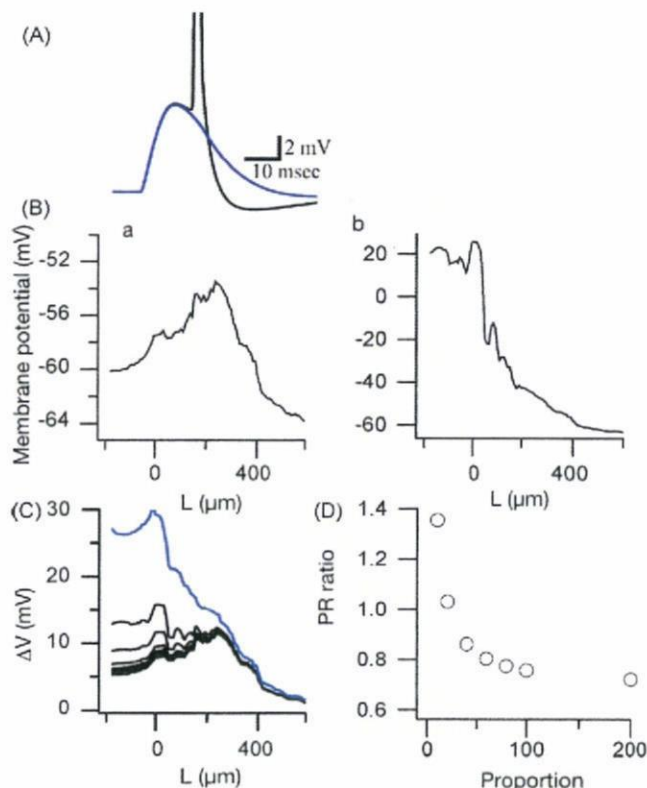 (A)
2 mV
10 msec
(B)
a
b
Membrane potential (mV)
-52
-56
-60
-64
0
400
L (µm)
20
0
-20
-40
-60
0
400
L (µm)
(C)
ΔV (mV)
30
20
10
0
0
400
L (µm)
(D)
PR ratio
1.4
1.2
1.0
0.8
0.6
0
100
200
Proportion